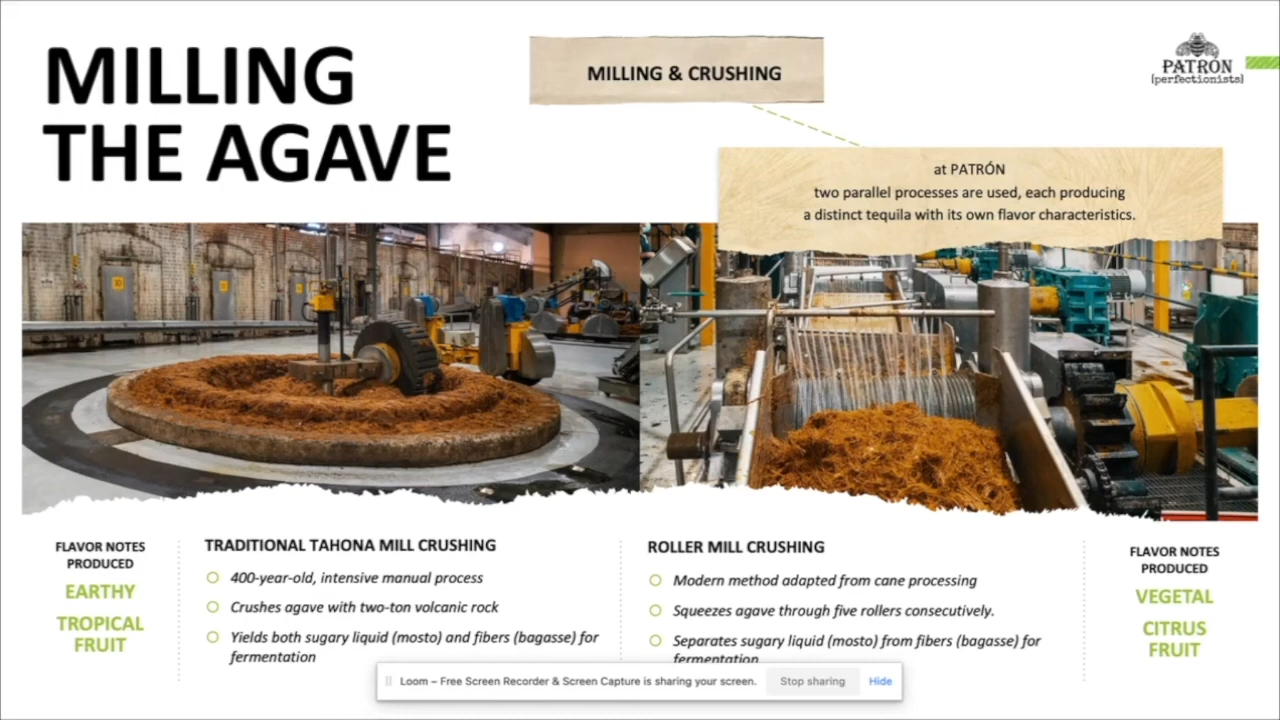 MILLING
THE AGAVE
MILLING & CRUSHING
PATRÓN
[perfectionists]
at PATRÓN
two parallel processes are used, each producing
a distinct tequila with its own flavor characteristics.
FLAVOR NOTES
PRODUCED
EARTHY
TROPICAL
FRUIT
TRADITIONAL TAHONA MILL CRUSHING
400-year-old, intensive manual process
Crushes agave with two-ton volcanic rock
Yields both sugary liquid (mosto) and fibers (bagasse) for
fermentation
ROLLER MILL CRUSHING
Modern method adapted from cane processing
Squeezes agave through five rollers consecutively.
Separates sugary liquid (mosto) from fibers (bagasse) for
fermentation
FLAVOR NOTES
PRODUCED
VEGETAL
CITRUS
FRUIT
Loom – Free Screen Recorder & Screen Capture is sharing your screen.
Stop sharing
Hide